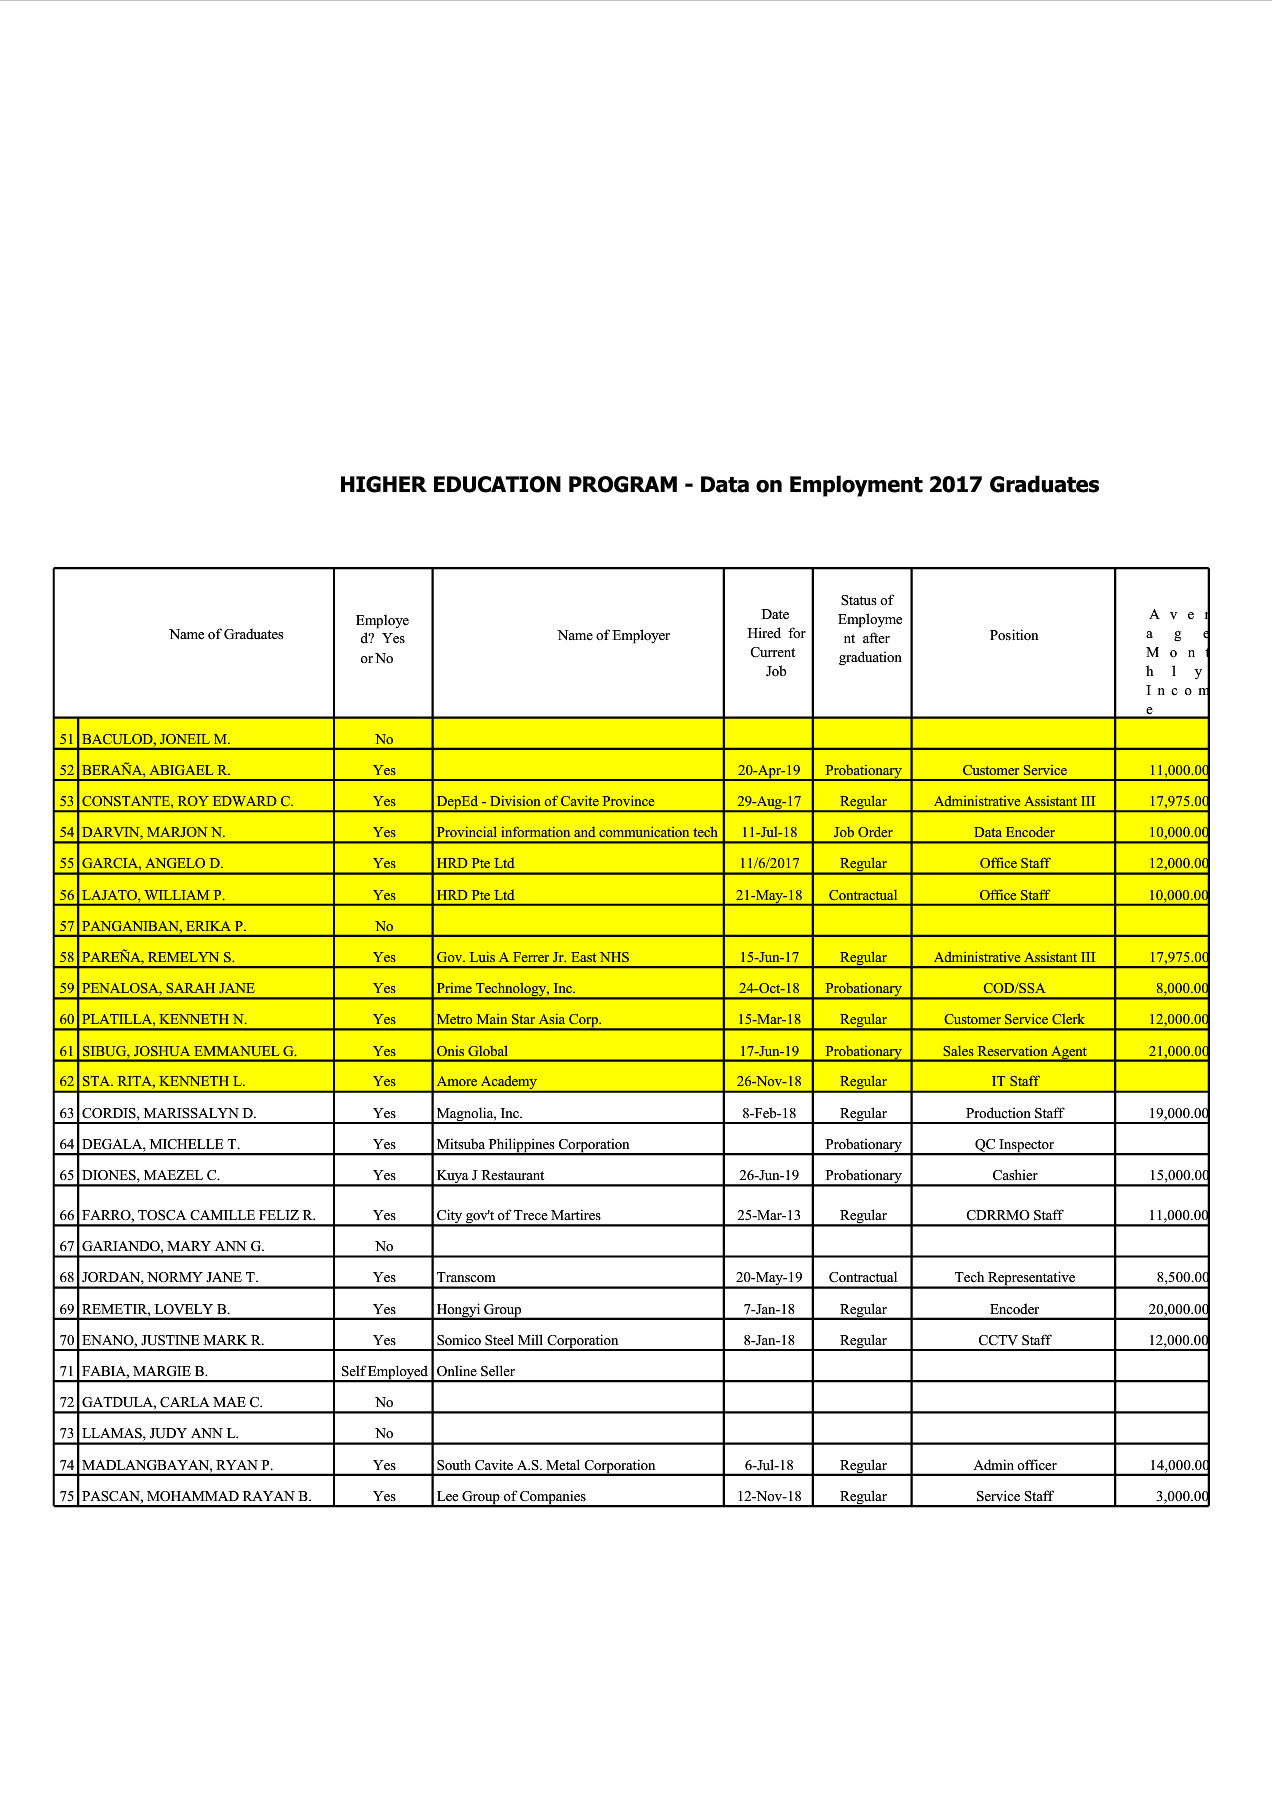 HIGHER EDUCATION PROGRAM - Data on Employment 2017 Graduates
Name of Graduates
Employe
d? Yes
or No
Name of Employer
Date
Hired for
Current
Job
Status of
Employme
nt after
graduation
Position
A v e r
a g e
M o n t
h l y
I n c o m
e
51 BACULOD, JONEIL M. No
52 BERAÑA, ABIGAEL R. Yes 20-Apr-19 Probationary Customer Service 11,000.00
53 CONSTANTE, ROY EDWARD C. Yes DepEd - Division of Cavite Province 29-Aug-17 Regular Administrative Assistant III 17,975.00
54 DARVIN, MARJON N. Yes Provincial information and communication tech 11-Jul-18 Job Order Data Encoder 10,000.00
55 GARCIA, ANGELO D. Yes HRD Pte Ltd 11/6/2017 Regular Office Staff 12,000.00
56 LAJATO, WILLIAM P. Yes HRD Pte Ltd 21-May-18 Contractual Office Staff 10,000.00
57 PANGANIBAN, ERIKA P. No
58 PAREÑA, REMELYN S. Yes Gov. Luis A Ferrer Jr. East NHS 15-Jun-17 Regular Administrative Assistant III 17,975.00
59 PENALOSA, SARAH JANE Yes Prime Technology, Inc. 24-Oct-18 Probationary COD/SSA 8,000.00
60 PLATILLA, KENNETH N. Yes Metro Main Star Asia Corp. 15-Mar-18 Regular Customer Service Clerk 12,000.00
61 SIBUG, JOSHUA EMMANUEL G. Yes Onis Global 17-Jun-19 Probationary Sales Reservation Agent 21,000.00
62 STA. RITA, KENNETH L. Yes Amore Academy 26-Nov-18 Regular IT Staff
63 CORDIS, MARISSALYN D. Yes Magnolia, Inc. 8-Feb-18 Regular Production Staff 19,000.00
64 DEGALA, MICHELLE T. Yes Mitsuba Philippines Corporation Probationary QC Inspector
65 DIONES, MAEZEL C. Yes Kuya J Restaurant 26-Jun-19 Probationary Cashier 15,000.00
66 FARRO, TOSCA CAMILLE FELIZ R. Yes City gov't of Trece Martires 25-Mar-13 Regular CDRRMO Staff 11,000.00
67 GARIANDO, MARY ANN G. No
68 JORDAN, NORMY JANE T. Yes Transcom 20-May-19 Contractual Tech Representative 8,500.00
69 REMETIR, LOVELY B. Yes Hongyi Group 7-Jan-18 Regular Encoder 20,000.00
70 ENANO, JUSTINE MARK R. Yes Somico Steel Mill Corporation 8-Jan-18 Regular CCTV Staff 12,000.00
71 FABIA, MARGIE B. Self Employed Online Seller
72 GATDULA, CARLA MAE C. No
73 LLAMAS, JUDY ANN L. No
74 MADLANGBAYAN, RYAN P. Yes South Cavite A.S. Metal Corporation 6-Jul-18 Regular Admin officer 14,000.00
75 PASCAN, MOHAMMAD RAYAN B. Yes Lee Group of Companies 12-Nov-18 Regular Service Staff 3,000.00